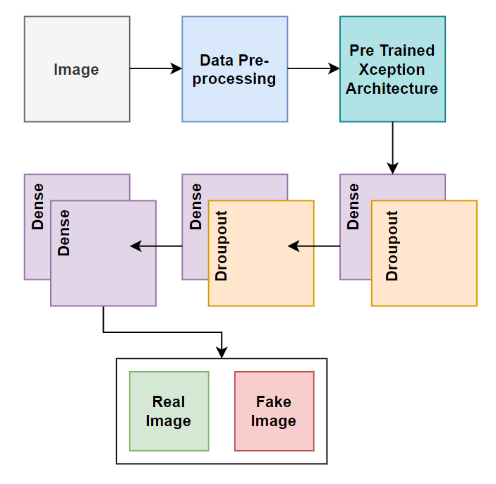 Image
Data Pre-
processing
Pre Trained
Xception
Architecture
Dense
Dense
Dense
Droupout
Dense
Droupout
Real
Image
Fake
Image